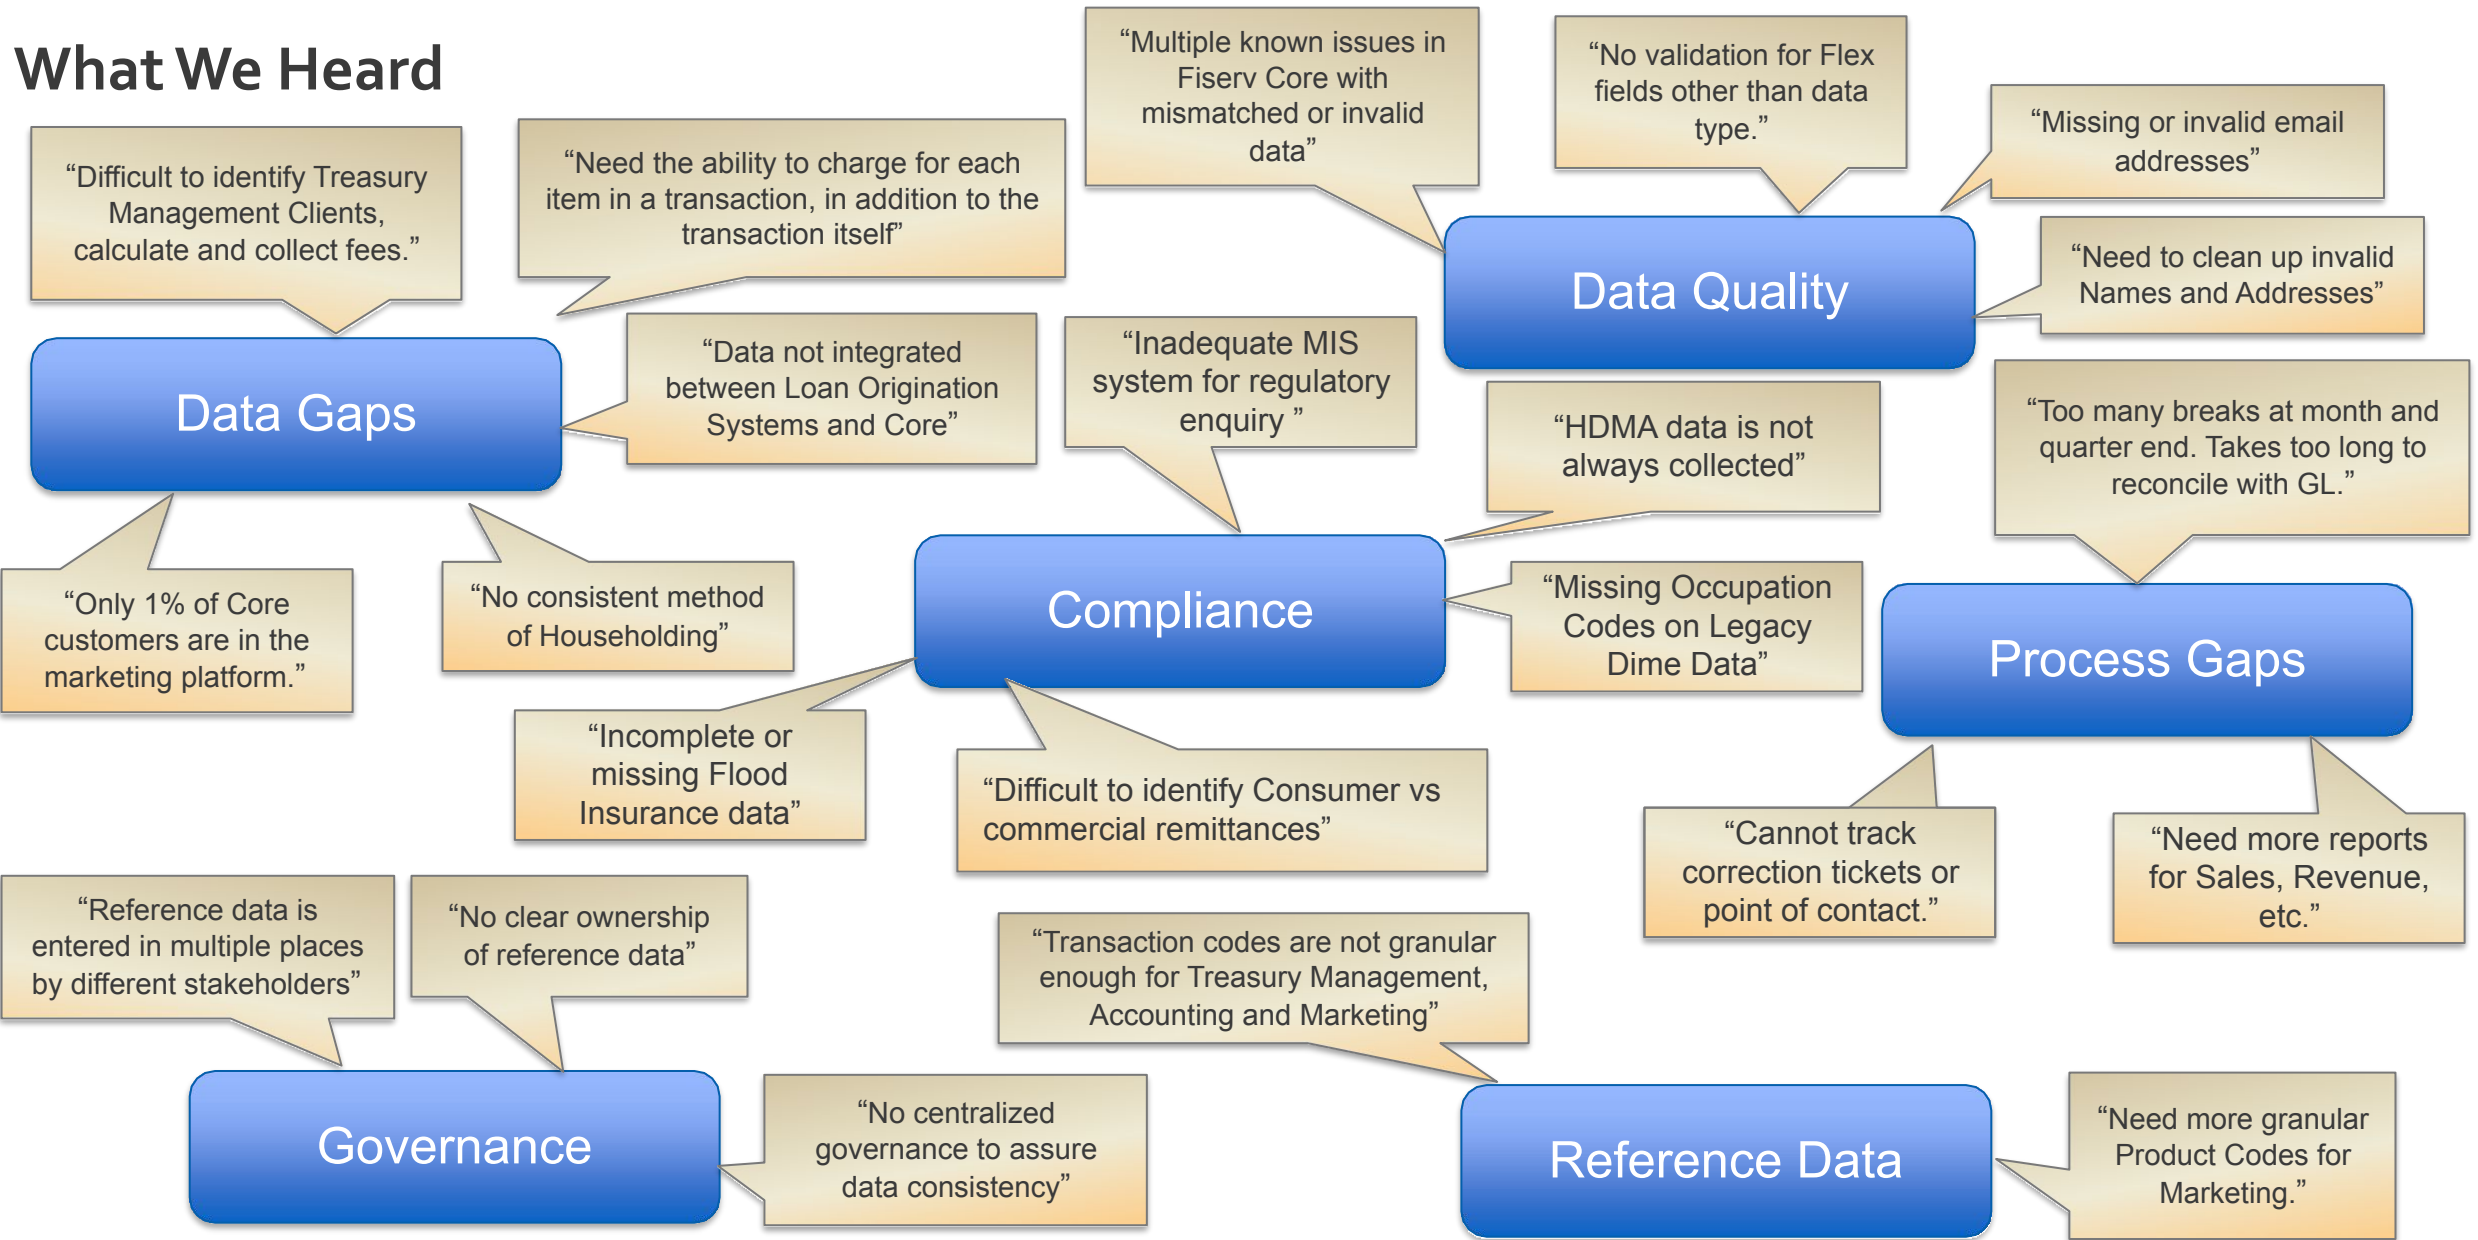 What We Heard
“Difficult to identify Treasury
Management Clients,
calculate and collect fees.”
“Need the ability to charge for each
item in a transaction, in addition to the
transaction itself”
“Data not integrated
between Loan Origination
Systems and Core”
Data Gaps
“Only 1% of Core
customers are in the
marketing platform.”
“No consistent method
of Householding”
“Multiple known issues in
Fiserv Core with
mismatched or invalid
data”
“No validation for Flex
fields other than data
type.”
“Missing or invalid email
addresses”
“Need to clean up invalid
Names and Addresses”
Data Quality
“Inadequate MIS
system for regulatory
enquiry ”
“HDMA data is not
always collected”
“Missing Occupation
Codes on Legacy
Dime Data”
Compliance
“Incomplete or
missing Flood
Insurance data”
“Difficult to identify Consumer vs
commercial remittances”
“Too many breaks at month and
quarter end. Takes too long to
reconcile with GL.”
Process Gaps
“Cannot track
correction tickets or
point of contact.”
“Need more reports
for Sales, Revenue,
etc.”
“Reference data is
entered in multiple places
by different stakeholders”
“No clear ownership
of reference data”
Governance
“No centralized
governance to assure
data consistency”
“Transaction codes are not granular
enough for Treasury Management,
Accounting and Marketing”
Reference Data
“Need more granular
Product Codes for
Marketing.”